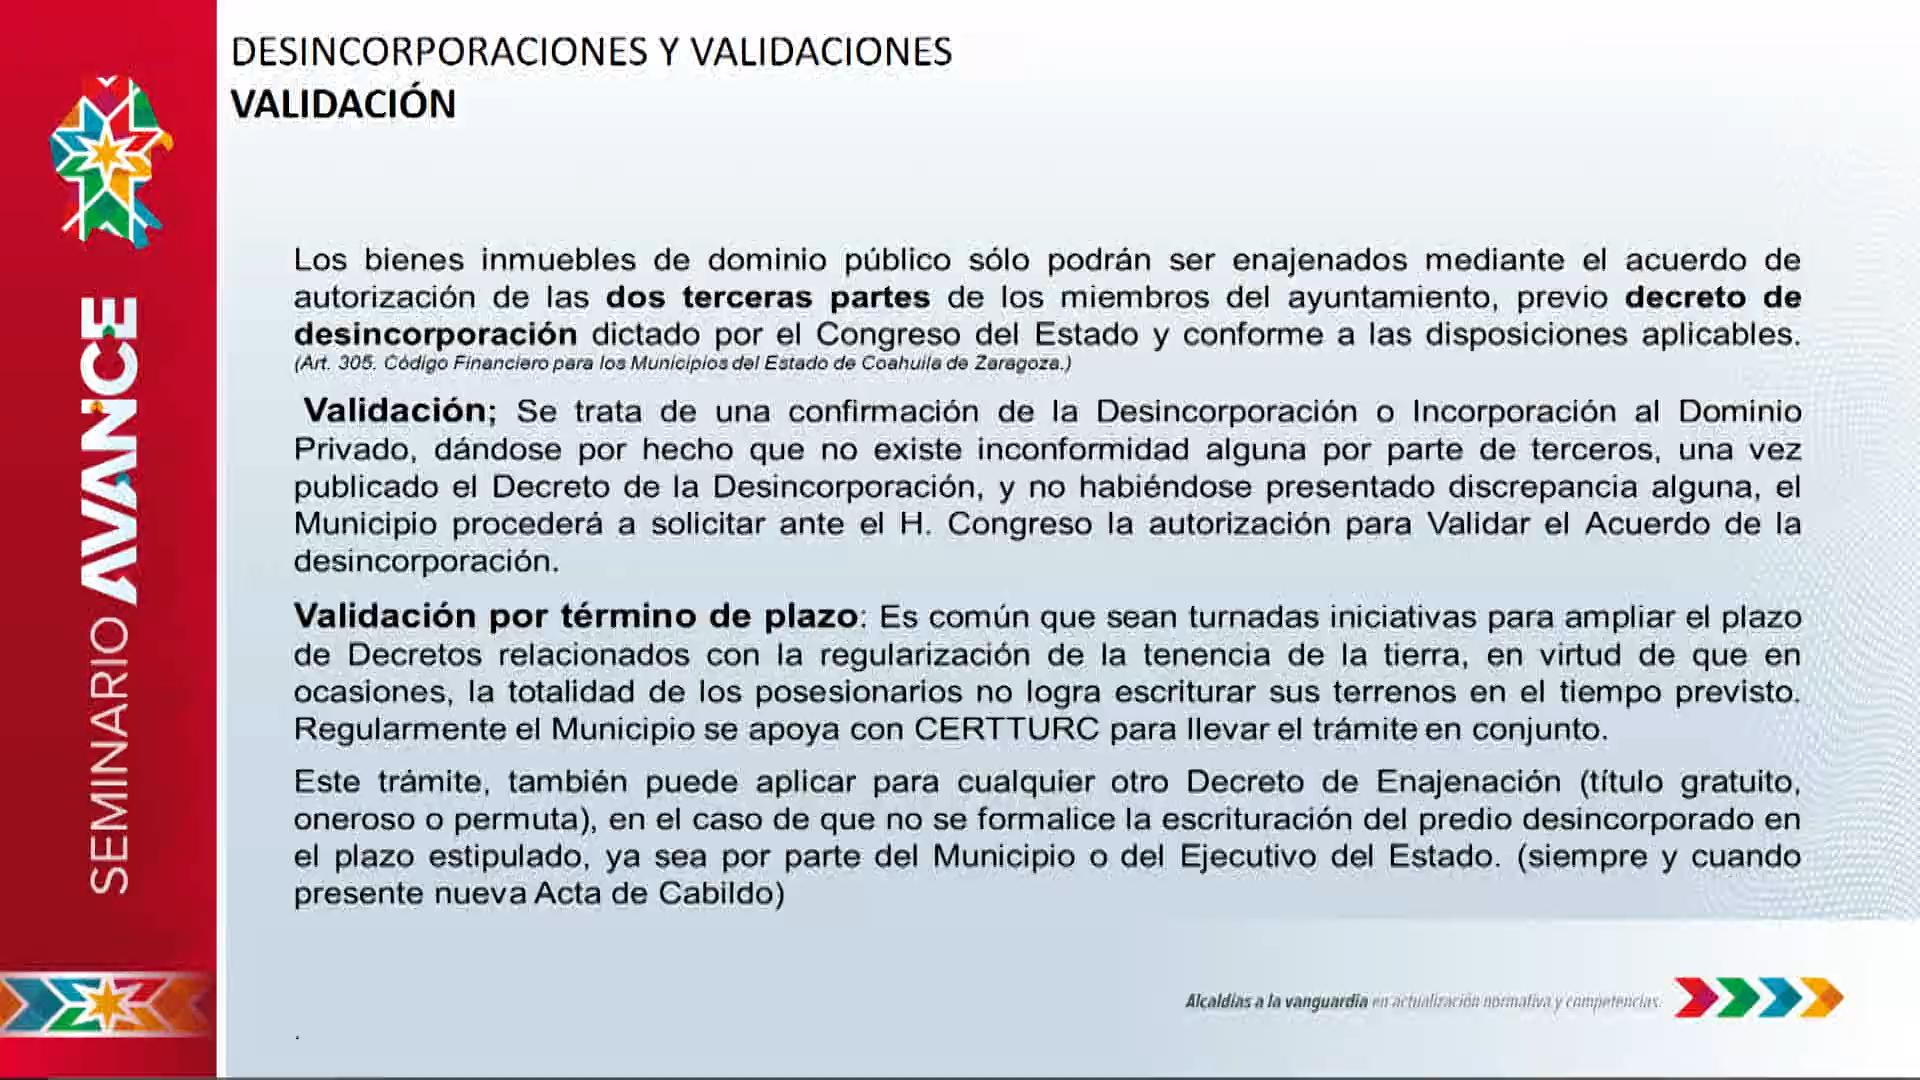 DESINCORPORACIONES Y VALIDACIONES
VALIDACIÓN
Los bienes inmuebles de dominio público sólo podrán ser enajenados mediante el acuerdo de
autorización de las dos terceras partes de los miembros del ayuntamiento, previo decreto de
desincorporación dictado por el Congreso del Estado y conforme a las disposiciones aplicables.
(Art. 305. Código Financiero para los Municipios del Estado de Coahuila de Zaragoza.)
Validación; Se trata de una confirmación de la Desincorporación o Incorporación al Dominio
Privado, dándose por hecho que no existe inconformidad alguna por parte de terceros, una vez
publicado el Decreto de la Desincorporación, y no habiéndose presentado discrepancia alguna, el
Municipio procederá a solicitar ante el H. Congreso la autorización para Validar el Acuerdo de la
desincorporación.
Validación por término de plazo: Es común que sean turnadas iniciativas para ampliar el plazo
de Decretos relacionados con la regularización de la tenencia de la tierra, en virtud de que en
ocasiones, la totalidad de los posesionarios no logra escriturar sus terrenos en el tiempo previsto.
Regularmente el Municipio se apoya con CERTTURC para llevar el trámite en conjunto.
Este trámite, también puede aplicar para cualquier otro Decreto de Enajenación (título gratuito,
oneroso o permuta), en el caso de que no se formalice la escrituración del predio desincorporado en
el plazo estipulado, ya sea por parte del Municipio o del Ejecutivo del Estado. (siempre y cuando
presente nueva Acta de Cabildo)
.
SEMINARIO AVANCE
Alcaldías a la vanguardia en actualización normativa y competencias.